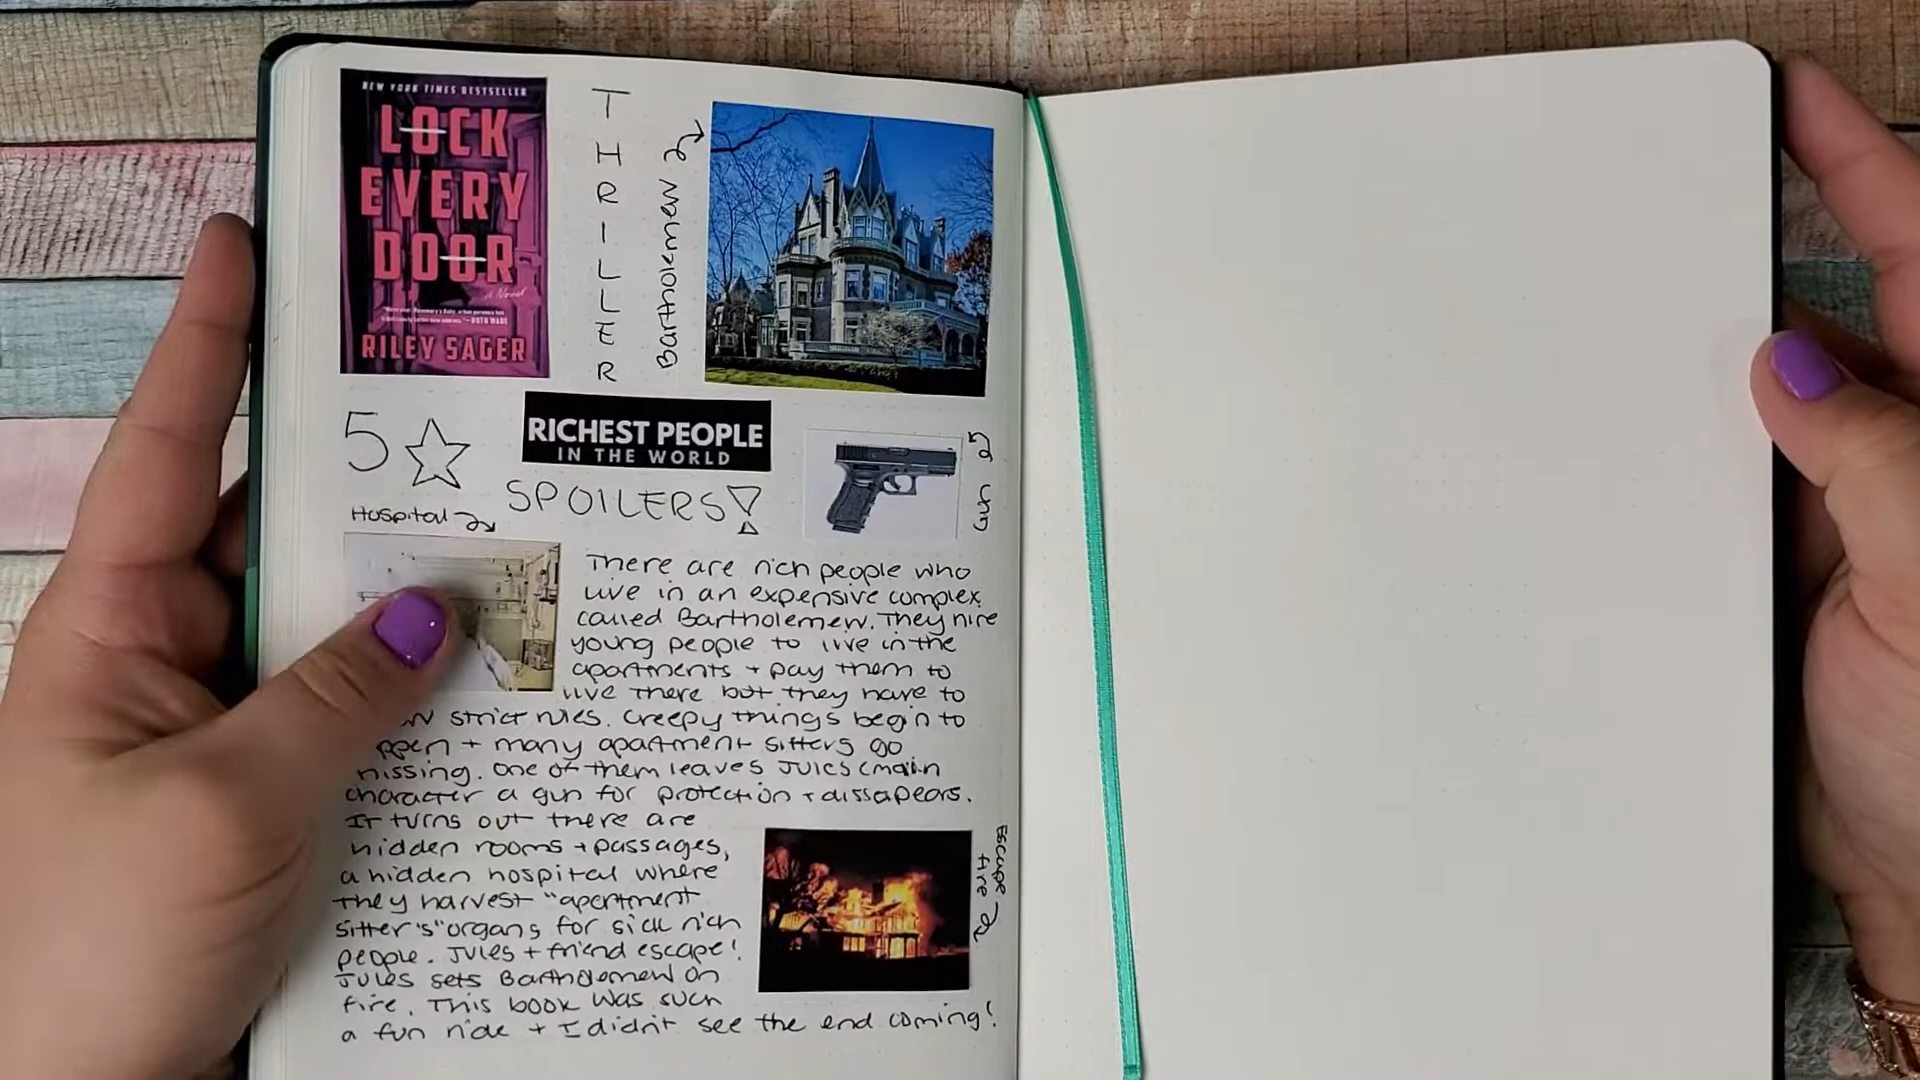 NEW YORK TIMES BESTSELLER
LOCK
EVERY
DOOR
a Novel
RUTH WARE
RILEY SAGER
THRILLER
Bartholemew
5
RICHEST PEOPLE
IN THE WORLD
SPOILERS!
gun
Hospital
There are rich people who
live in an expensive complex
called Bartholemew. They hire
young people to live in the
apartments + pay them to
live there but they have to
strict rules. Creepy things begin to
ppen + many apartment sitters go
missing. One of them leaves Jules (main
character a gun for protection + dissapears.
It turns out there are
hidden rooms + passages,
a hidden hospital where
they harvest "apartment
sitter's" organs for sick rich
people. Jules + friend escape!
Jules sets Bartholemew on
fire. This book was such
a fun ride + I didn't see the end coming!
Escape
fire